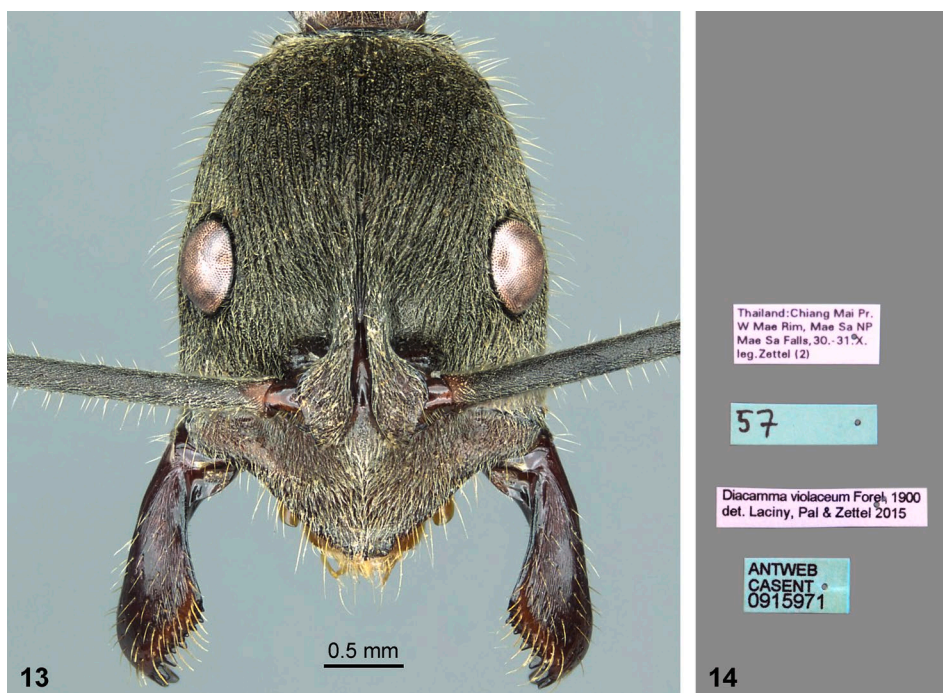 13
0.5 mm
14
Thailand:Chiang Mai Pr.
W Mae Rim, Mae Sa NP
Mae Sa Falls, 30.-31.X.
leg. Zettel (2)
57
Diacamma violaceum Forel, 1900
det. Laciny, Pal & Zettel 2015
ANTWEB
CASENT
0915971